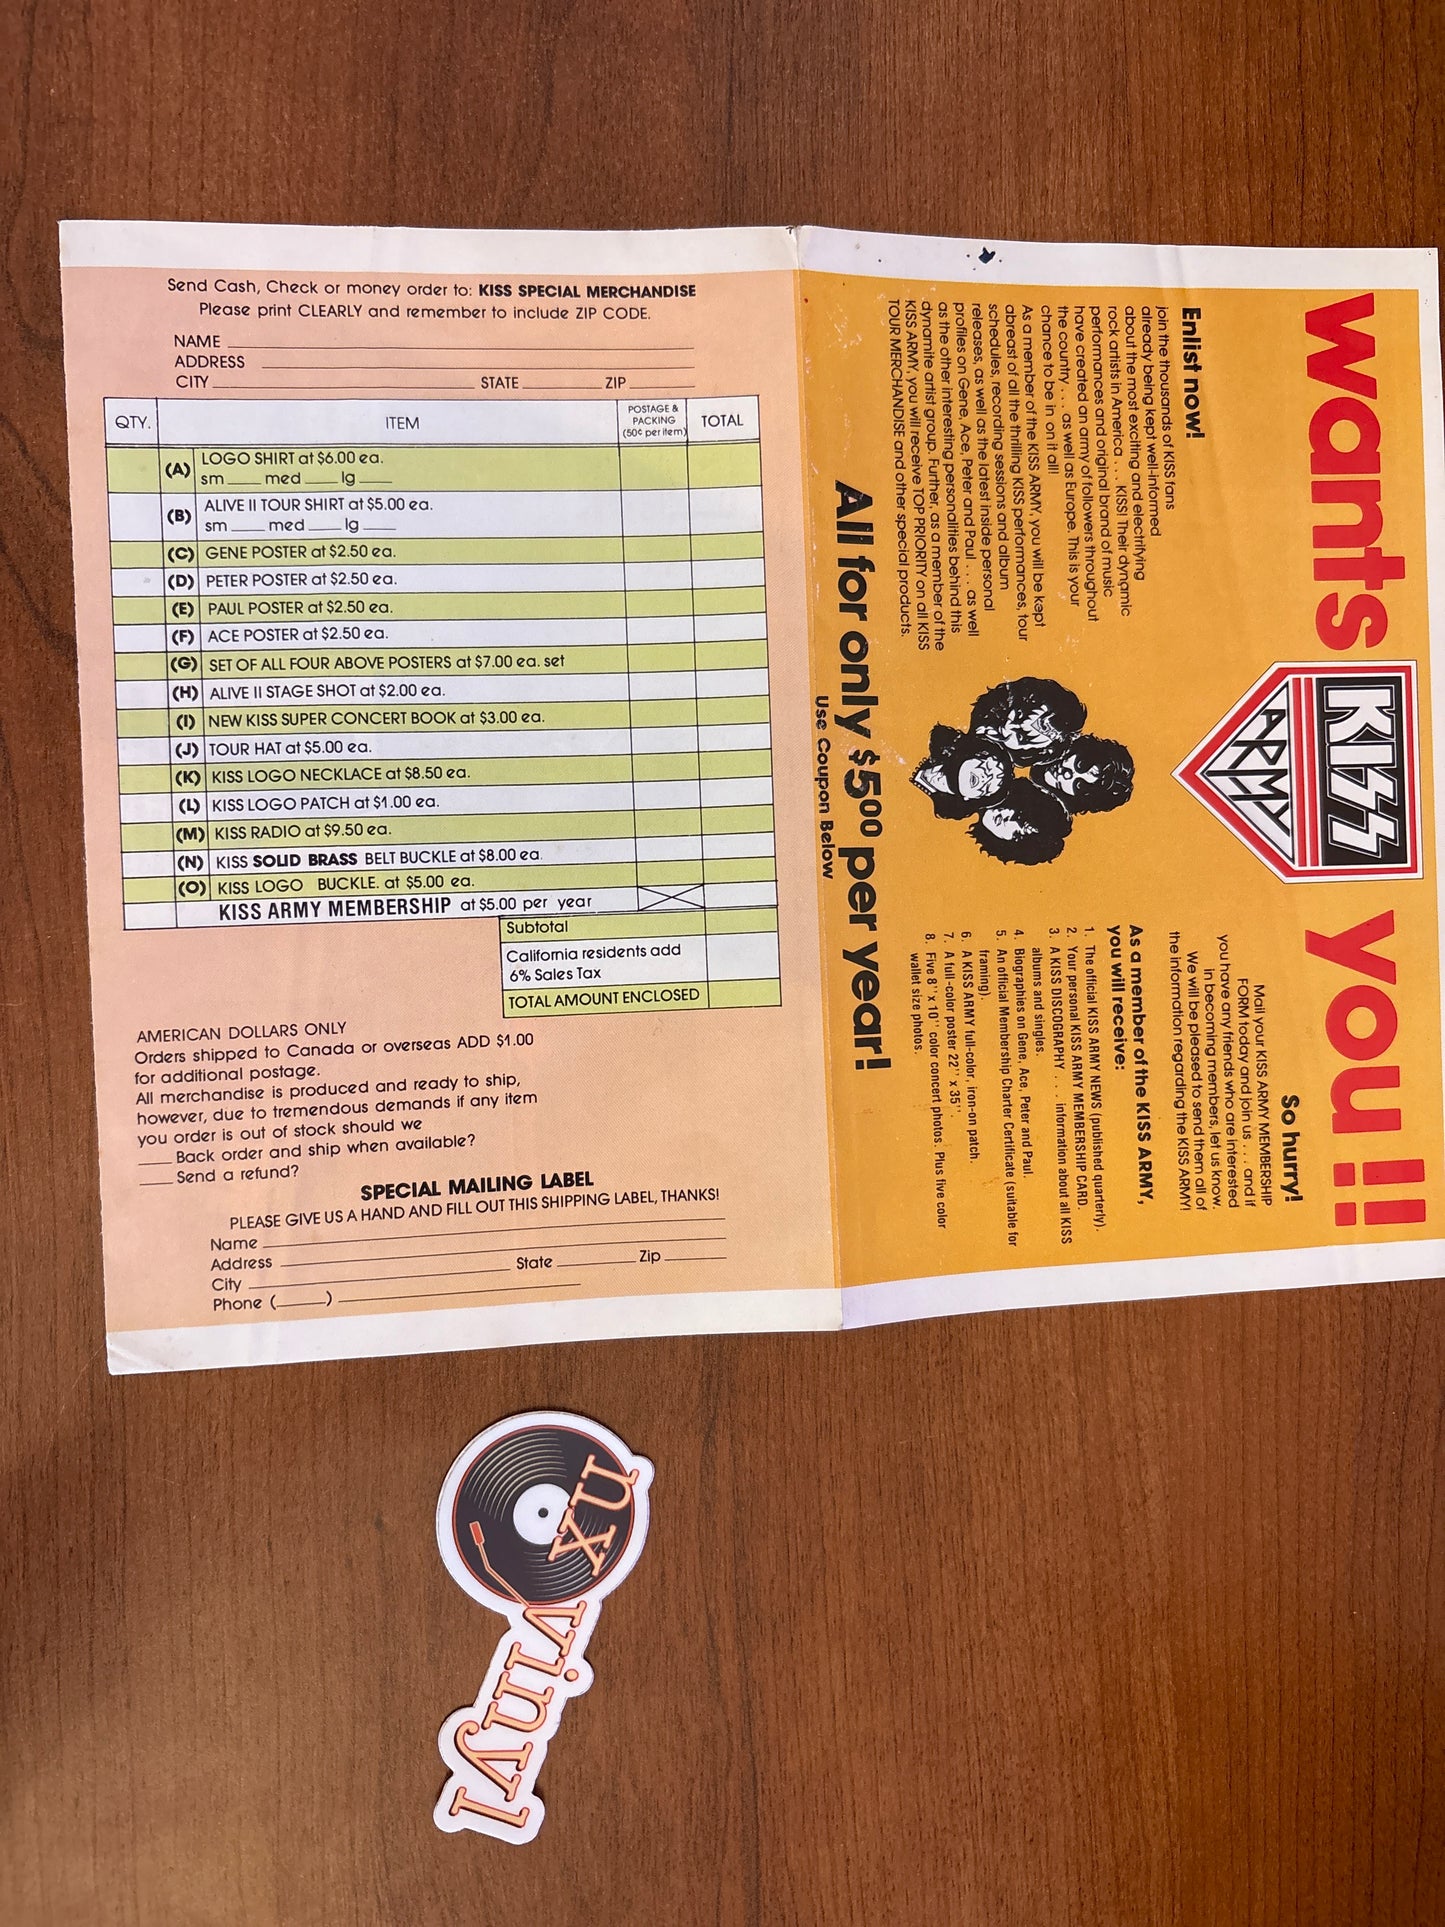 Send Cash, Check or money order to: KISS SPECIAL MERCHANDISE
Please print CLEARLY and remember to include ZIP CODE.
NAME
ADDRESS
CITY STATE ZIP
QTY. ITEM POSTAGE & PACKING (50¢ per item) TOTAL
(A) LOGO SHIRT at $6.00 ea.
sm ____ med ____ lg ____
(B) ALIVE II TOUR SHIRT at $5.00 ea.
sm ____ med ____ lg ____
(C) GENE POSTER at $2.50 ea.
(D) PETER POSTER at $2.50 ea.
(E) PAUL POSTER at $2.50 ea.
(F) ACE POSTER at $2.50 ea.
(G) SET OF ALL FOUR ABOVE POSTERS at $7.00 ea. set
(H) ALIVE II STAGE SHOT at $2.00 ea.
(I) NEW KISS SUPER CONCERT BOOK at $3.00 ea.
(J) TOUR HAT at $5.00 ea.
(K) KISS LOGO NECKLACE at $8.50 ea.
(L) KISS LOGO PATCH at $1.00 ea.
(M) KISS RADIO at $9.50 ea.
(N) KISS SOLID BRASS BELT BUCKLE at $8.00 ea.
(O) KISS LOGO BUCKLE. at $5.00 ea.
KISS ARMY MEMBERSHIP at $5.00 per year
Subtotal
California residents add
6% Sales Tax
TOTAL AMOUNT ENCLOSED
AMERICAN DOLLARS ONLY
Orders shipped to Canada or overseas ADD $1.00
for additional postage.
All merchandise is produced and ready to ship,
however, due to tremendous demands if any item
you order is out of stock should we
____ Back order and ship when available?
____ Send a refund?
SPECIAL MAILING LABEL
PLEASE GIVE US A HAND AND FILL OUT THIS SHIPPING LABEL, THANKS!
Name
Address State Zip
City
Phone (____)
wants KISS ARMY you!!
Enlist now!
Join the thousands of KISS fans
already being kept well-informed
about the most exciting and electrifying
rock artists in America . . . KISS! Their dynamic
performances and original brand of music
have created an army of followers throughout
the country . . . as well as Europe. This is your
chance to be in on it all!
As a member of the KISS ARMY, you will be kept
abreast of all the thrilling KISS performances, tour
schedules, recording sessions and album
releases, as well as the latest inside personal
profiles on Gene, Ace, Peter and Paul . . . as well
as the other interesting personalities behind this
dynamite artist group. Further, as a member of the
KISS ARMY, you will receive TOP PRIORITY on all KISS
TOUR MERCHANDISE and other special products.
So hurry!
Mail your KISS ARMY MEMBERSHIP
FORM today and join us . . . and if
you have any friends who are interested
in becoming members, let us know.
We will be pleased to send them all of
the information regarding the KISS ARMY!
As a member of the KISS ARMY,
you will receive:
1. The official KISS ARMY NEWS (published quarterly).
2. Your personal KISS ARMY MEMBERSHIP CARD.
3. A KISS DISCOGRAPHY . . . information about all KISS
albums and singles.
4. Biographies on Gene, Ace, Peter and Paul.
5. An official Membership Charter Certificate (suitable for
framing).
6. A KISS ARMY full-color, iron-on patch.
7. A full-color poster 22" x 35".
8. Five 8" x 10" color concert photos. Plus five color
wallet size photos.
All for only $5.00 per year!
Use Coupon Below
vinyl
nx